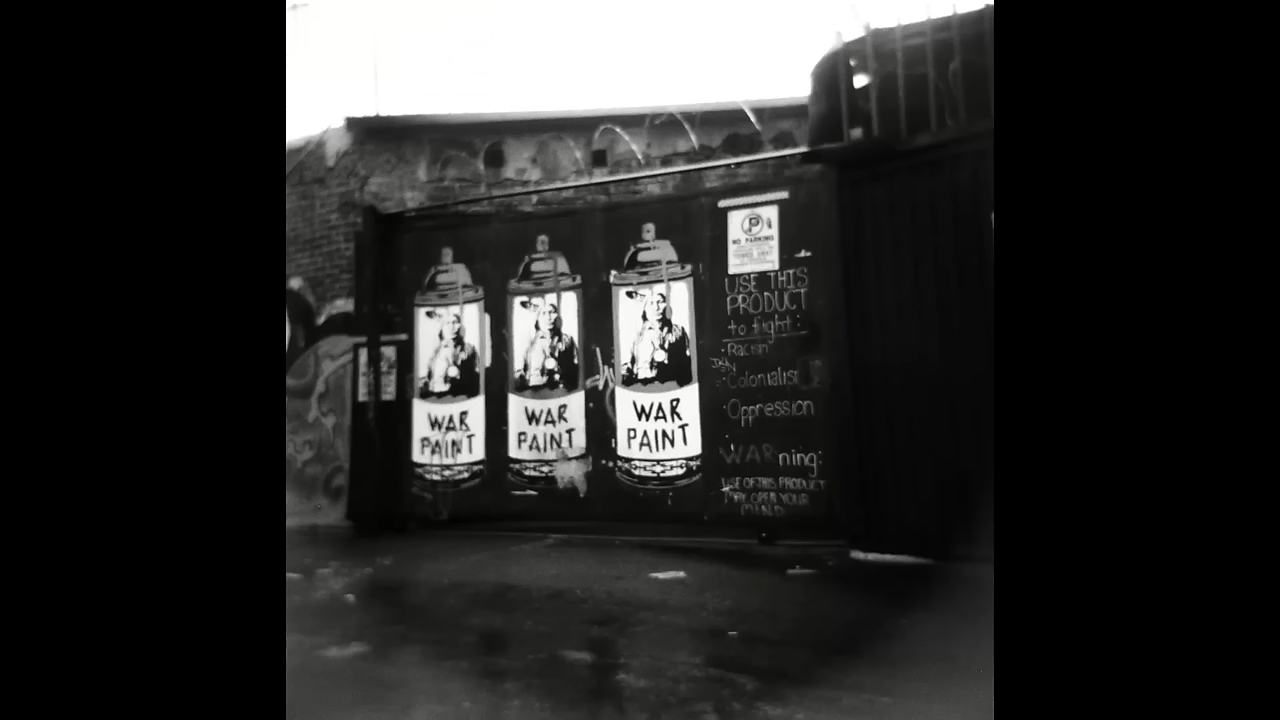 WAR
PAINT
WAR
PAINT
WAR
PAINT
P
NO PARKING
USE THIS
PRODUCT
to fight:
·Racism
·Colonialism
·Oppression
WARning:
USE OF THIS PRODUCT
MAY OPEN YOUR
MIND